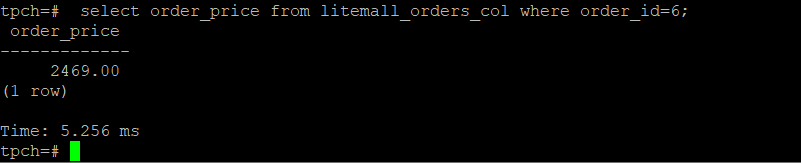 tpch=#  select order_price from litemall_orders_col where order_id=6;
 order_price
-------------
     2469.00
(1 row)

Time: 5.256 ms
tpch=#